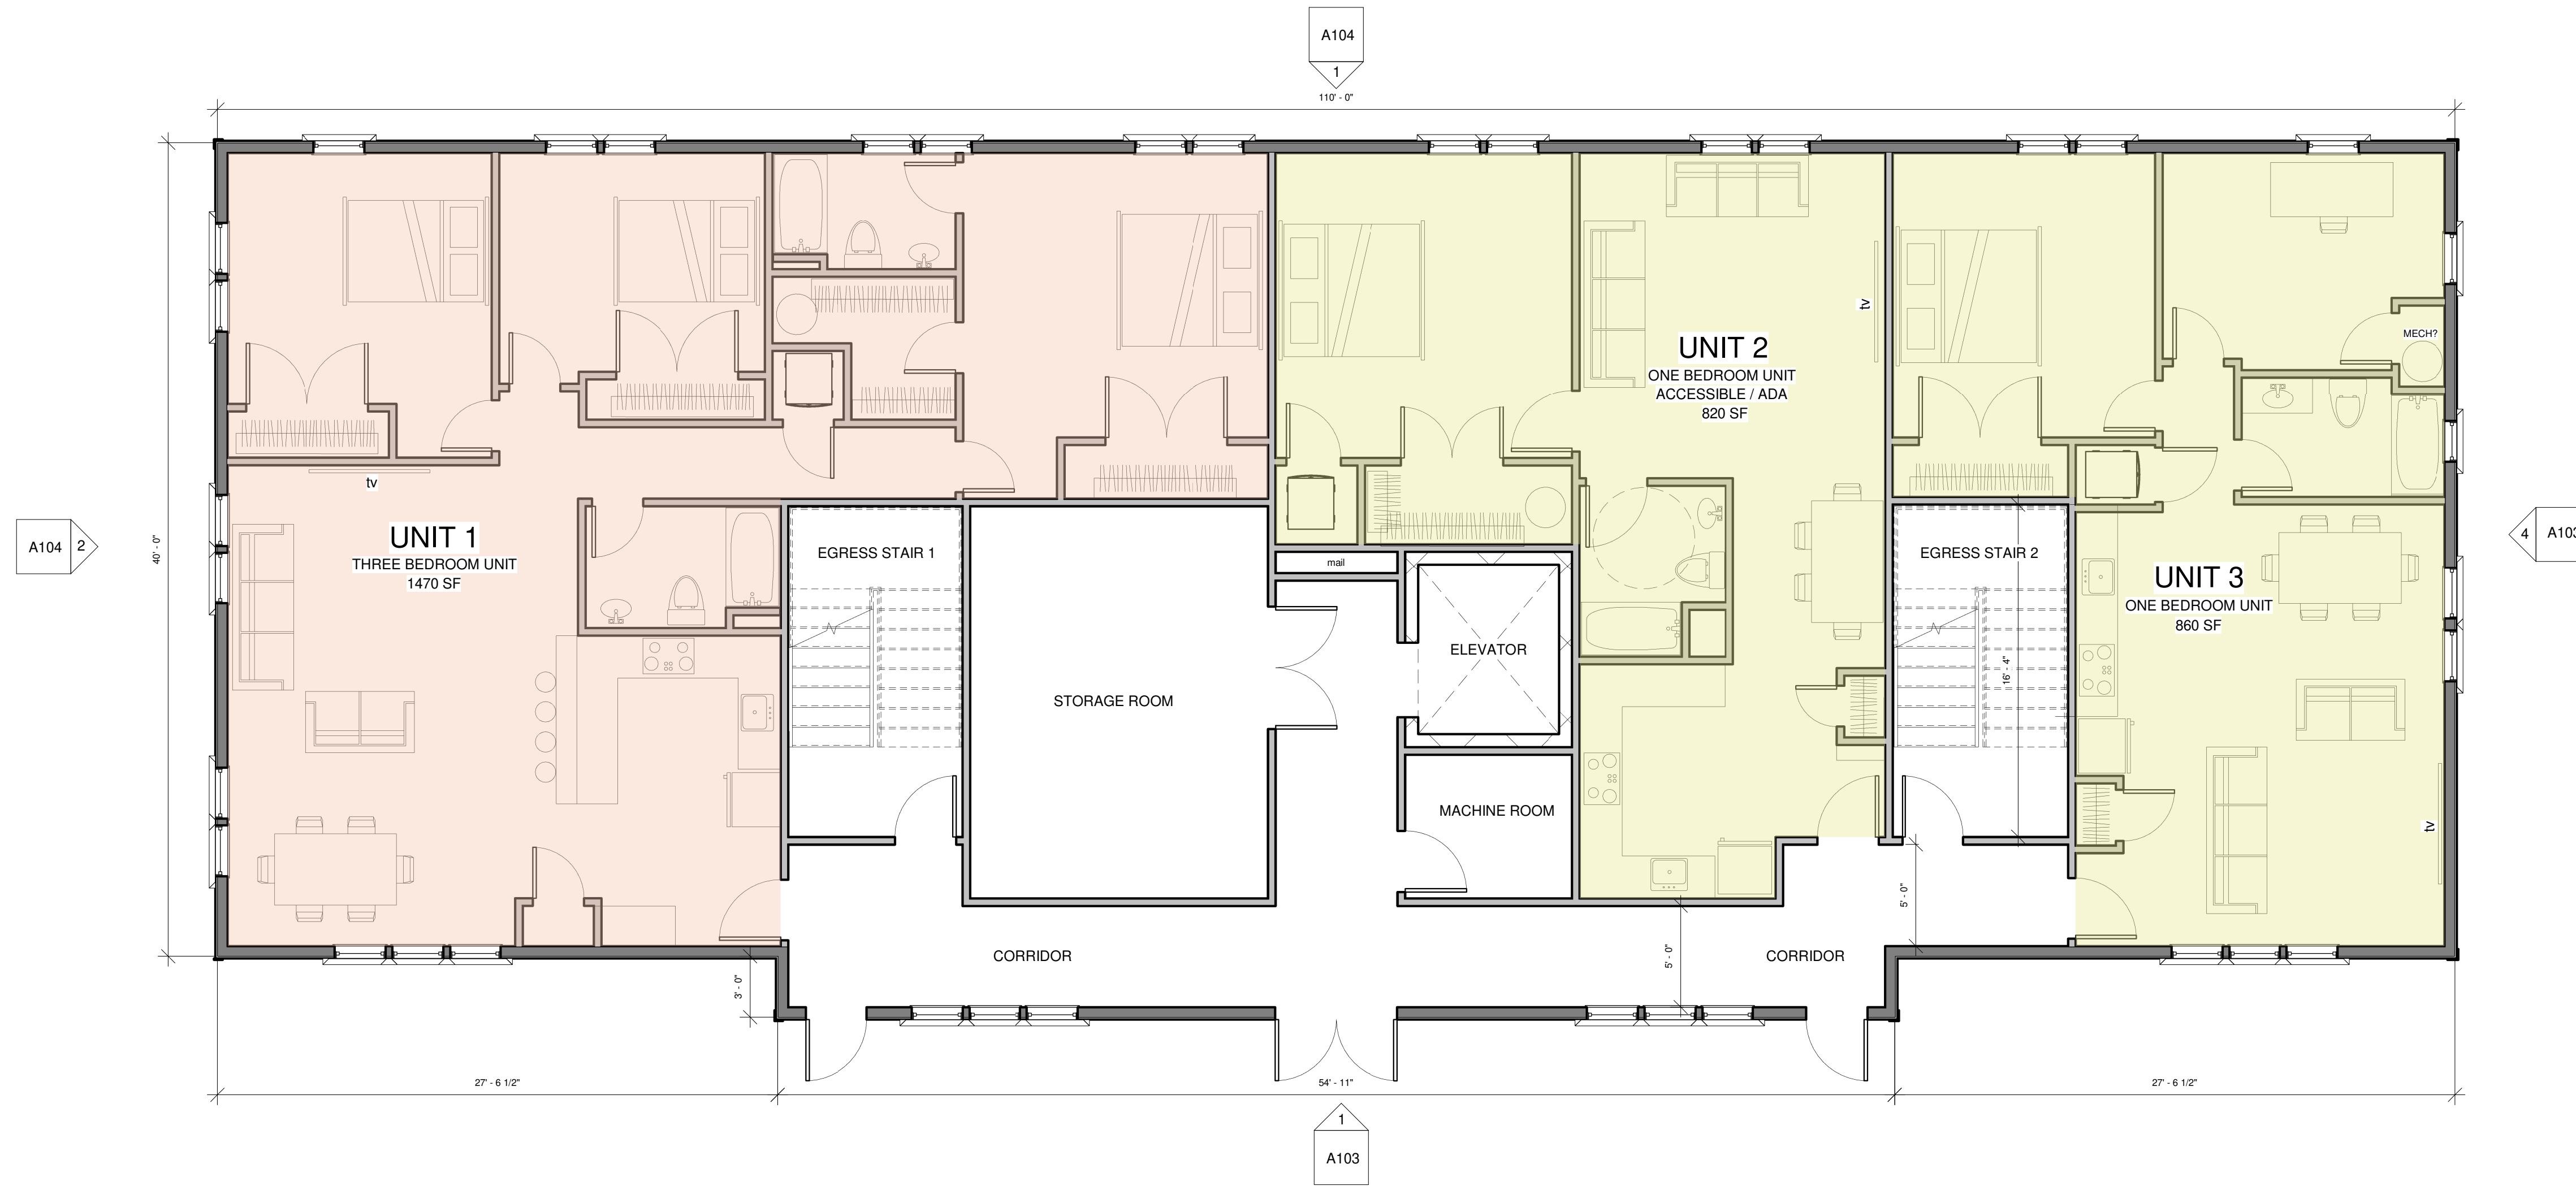 A104
1
110' - 0"
MECH?
tv
UNIT 2
ONE BEDROOM UNIT
ACCESSIBLE / ADA
820 SF
tv
UNIT 1
THREE BEDROOM UNIT
1470 SF
A104
2
40' - 0"
EGRESS STAIR 1
mail
EGRESS STAIR 2
4
A103
UNIT 3
ONE BEDROOM UNIT
860 SF
ELEVATOR
16' - 4"
STORAGE ROOM
MACHINE ROOM
tv
5' - 0"
CORRIDOR
5' - 0"
CORRIDOR
3' - 0"
27' - 6 1/2"
54' - 11"
27' - 6 1/2"
1
A103